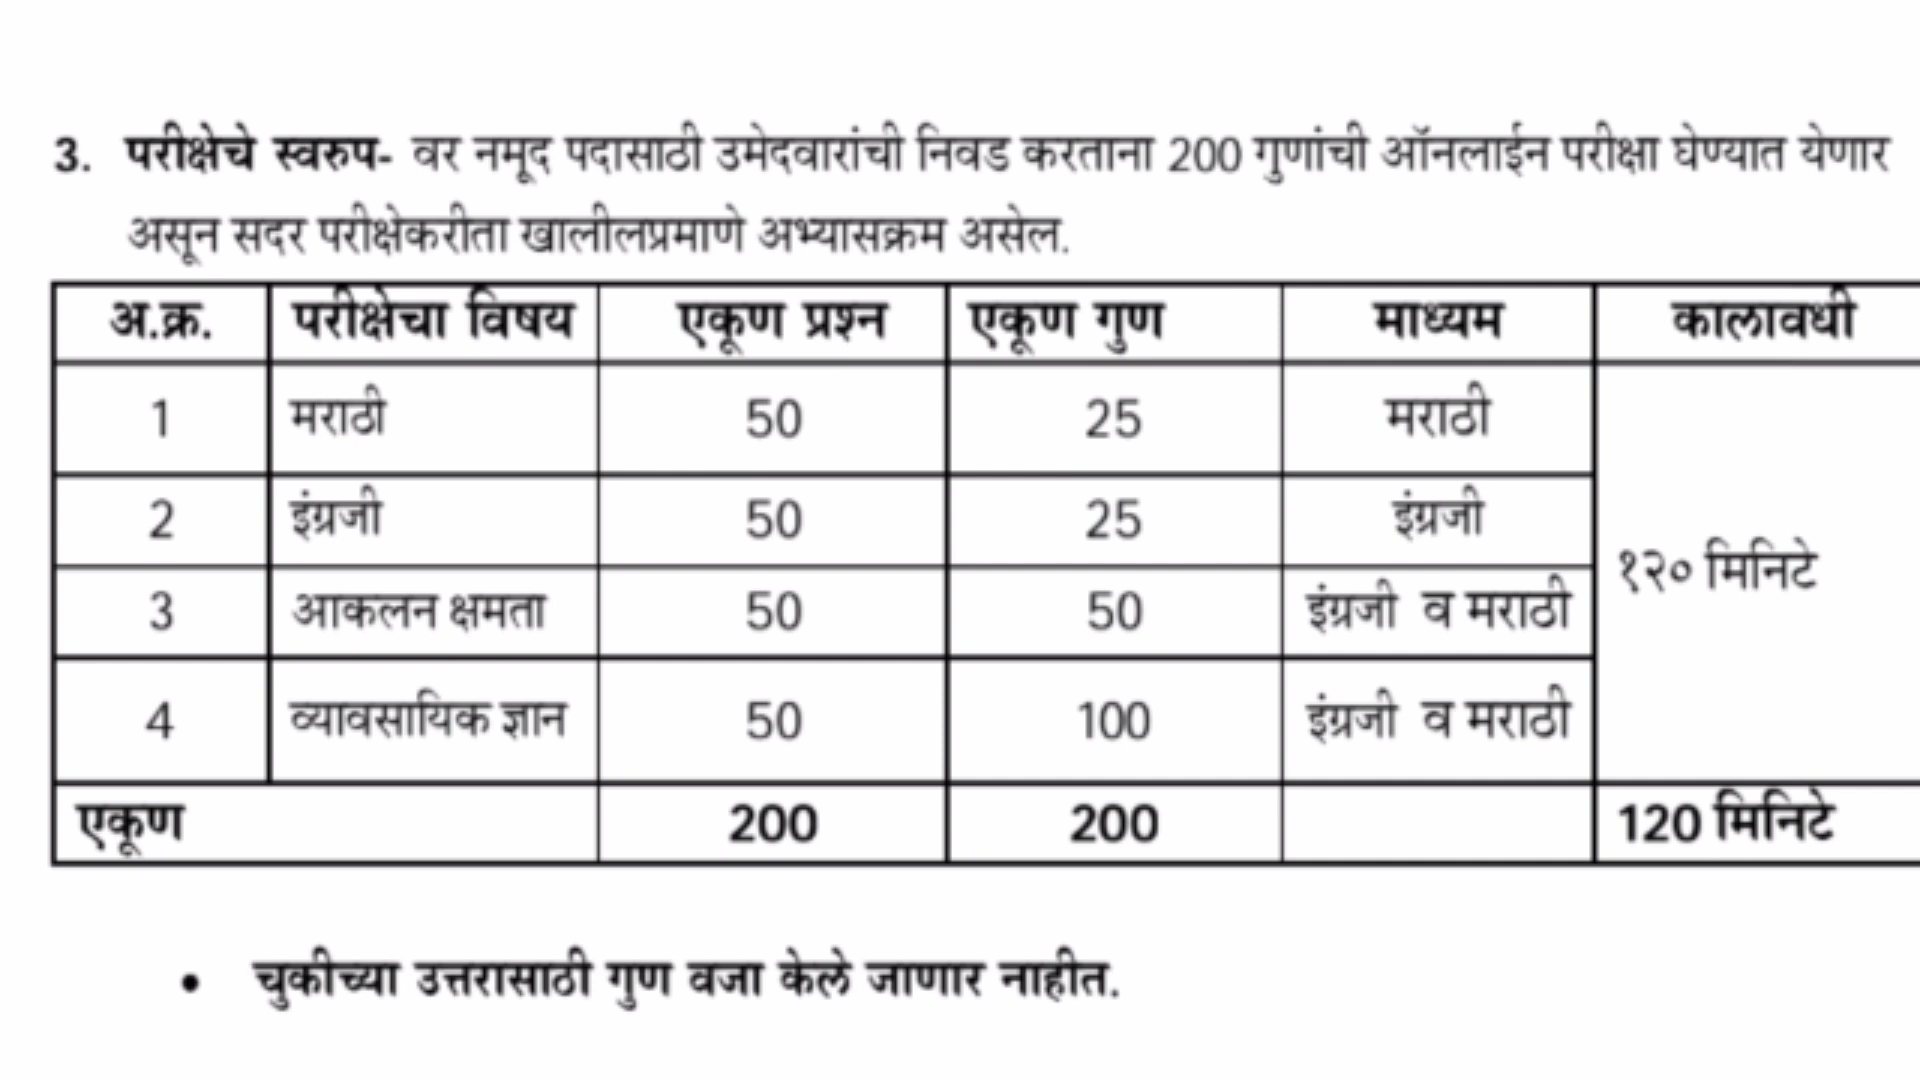 3. परीक्षेचे स्वरुप- वर नमूद पदासाठी उमेदवारांची निवड करताना 200 गुणांची ऑनलाईन परीक्षा घेण्यात येणार
असून सदर परीक्षेकरीता खालीलप्रमाणे अभ्यासक्रम असेल.
अ.क्र. परीक्षेचा विषय एकूण प्रश्न एकूण गुण माध्यम कालावधी
1 मराठी 50 25 मराठी
2 इंग्रजी 50 25 इंग्रजी
१२० मिनिटे
3 आकलन क्षमता 50 50 इंग्रजी व मराठी
4 व्यावसायिक ज्ञान 50 100 इंग्रजी व मराठी
एकूण 200 200 120 मिनिटे
• चुकीच्या उत्तरासाठी गुण वजा केले जाणार नाहीत.